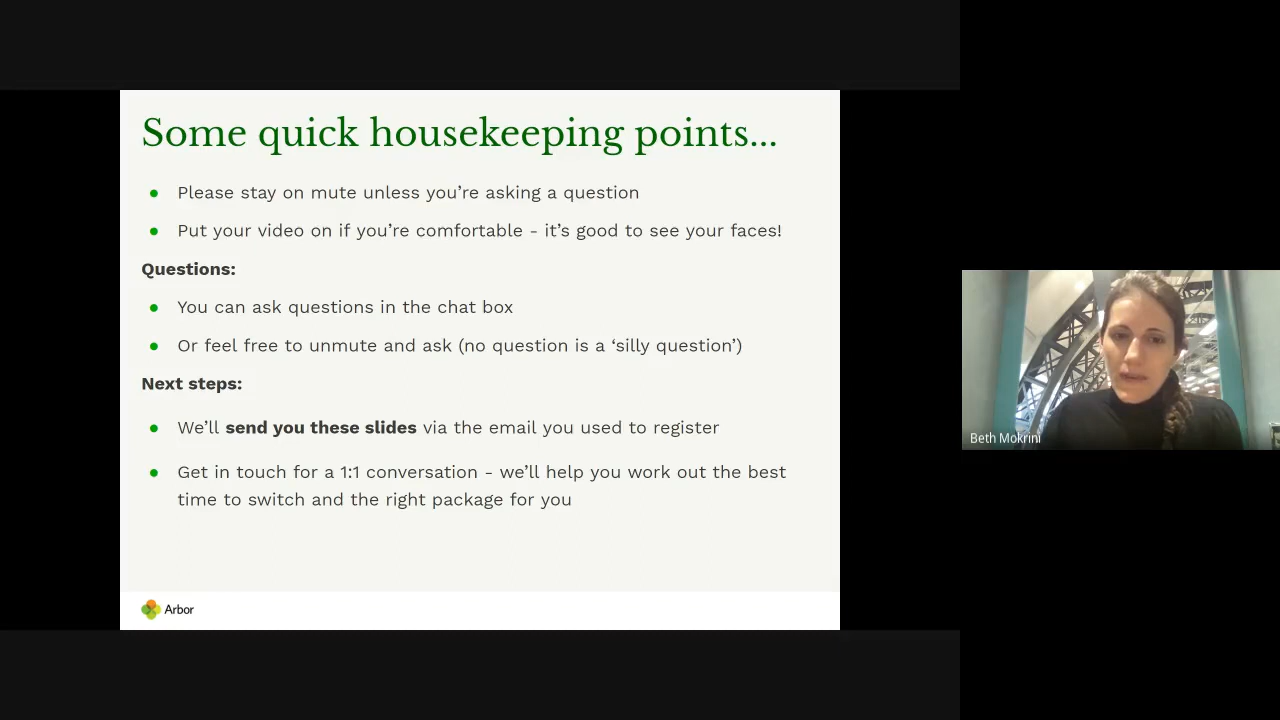 Some quick housekeeping points...
● Please stay on mute unless you’re asking a question
● Put your video on if you’re comfortable - it’s good to see your faces!
Questions:
● You can ask questions in the chat box
● Or feel free to unmute and ask (no question is a ‘silly question’)
Next steps:
● We’ll send you these slides via the email you used to register
● Get in touch for a 1:1 conversation - we’ll help you work out the best
time to switch and the right package for you
Arbor
Beth Mokrini